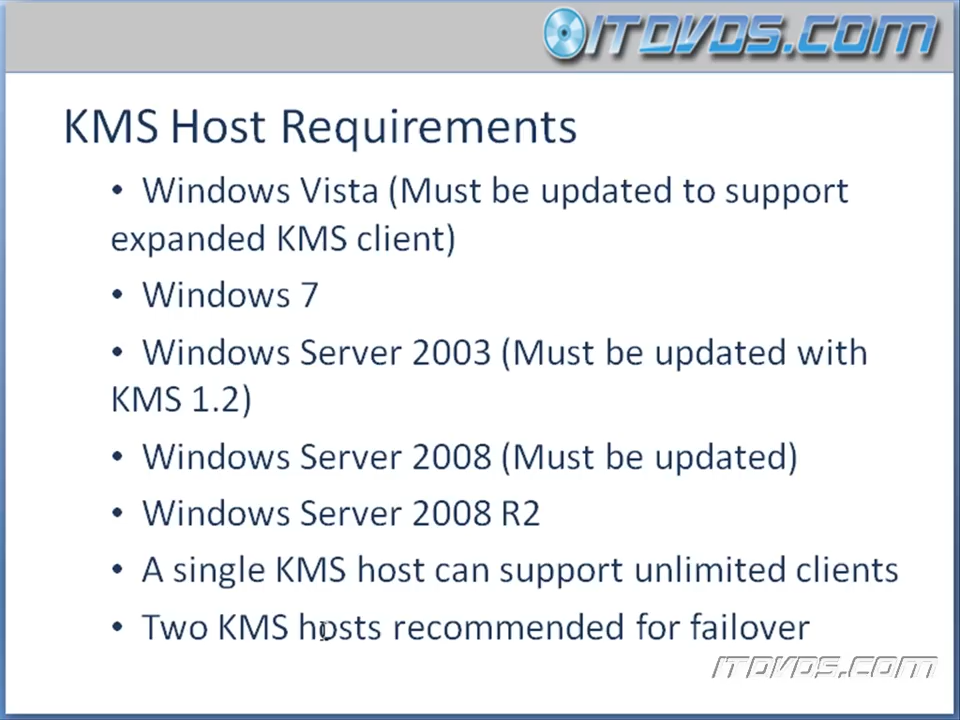 ITDVDS.COM
KMS Host Requirements
• Windows Vista (Must be updated to support
expanded KMS client)
• Windows 7
• Windows Server 2003 (Must be updated with
KMS 1.2)
• Windows Server 2008 (Must be updated)
• Windows Server 2008 R2
• A single KMS host can support unlimited clients
• Two KMS hosts recommended for failover
ITDVDS.COM